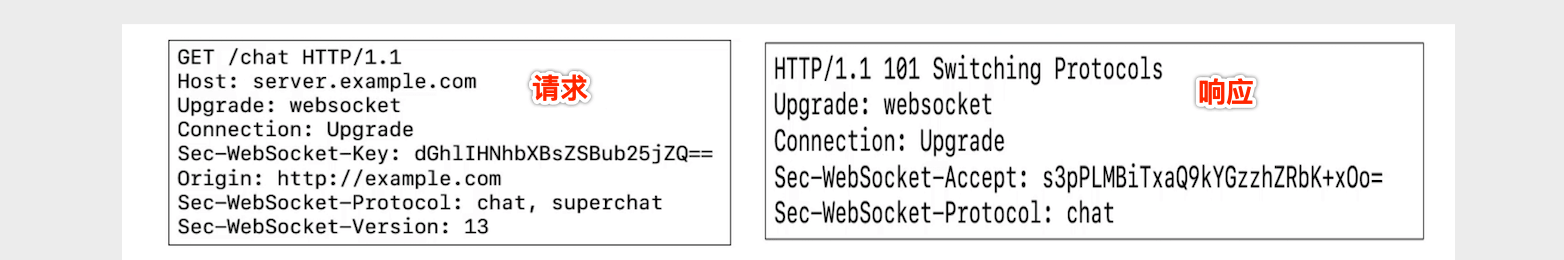 GET /chat HTTP/1.1
Host: server.example.com
Upgrade: websocket
Connection: Upgrade
Sec-WebSocket-Key: dGhlIHNhbXBsZSBub25jZQ==
Origin: http://example.com
Sec-WebSocket-Protocol: chat, superchat
Sec-WebSocket-Version: 13
请求
HTTP/1.1 101 Switching Protocols
Upgrade: websocket
Connection: Upgrade
Sec-WebSocket-Accept: s3pPLMBiTxaQ9kYGzzhZRbK+xOo=
Sec-WebSocket-Protocol: chat
响应